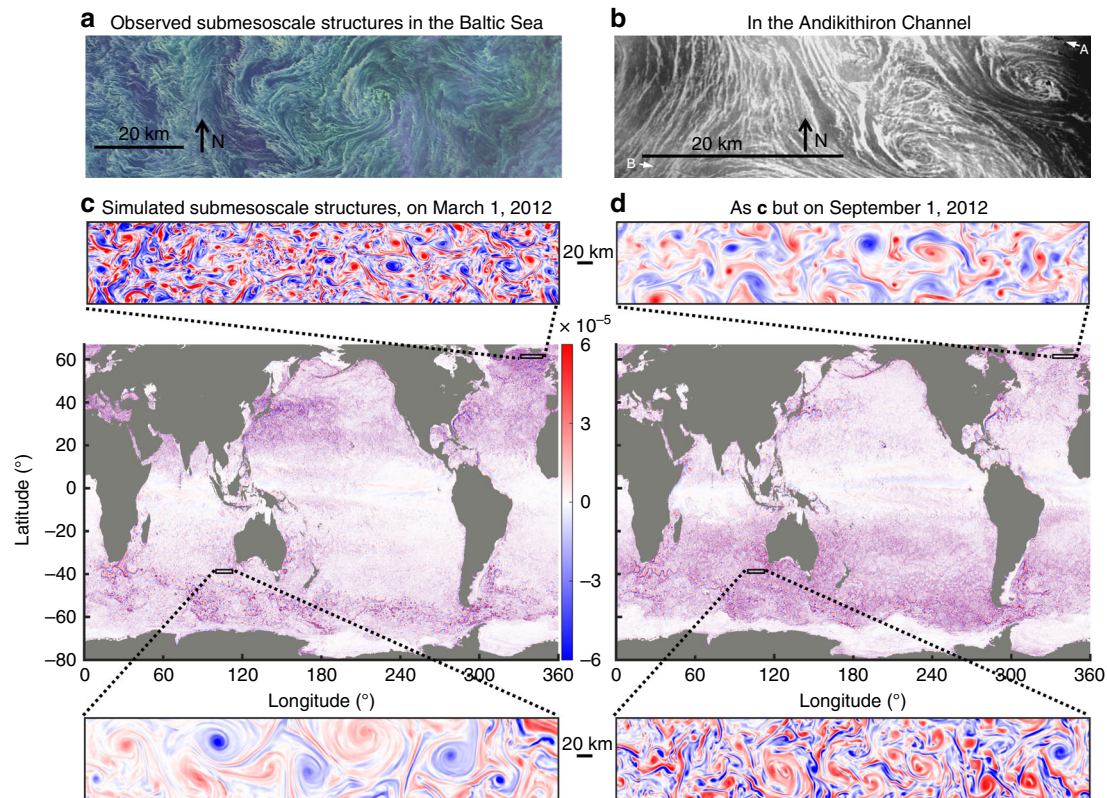 a Observed submesoscale structures in the Baltic Sea
20 km
N
b In the Andikithiron Channel
A
20 km
N
B
c Simulated submesoscale structures, on March 1, 2012
20 km
d As c but on September 1, 2012
× 10⁻⁵
6
3
0
−3
−6
Latitude (°)
60
40
20
0
−20
−40
−60
−80
0 60 120 180 240 300 360
Longitude (°)
0 60 120 180 240 300 360
Longitude (°)
20 km